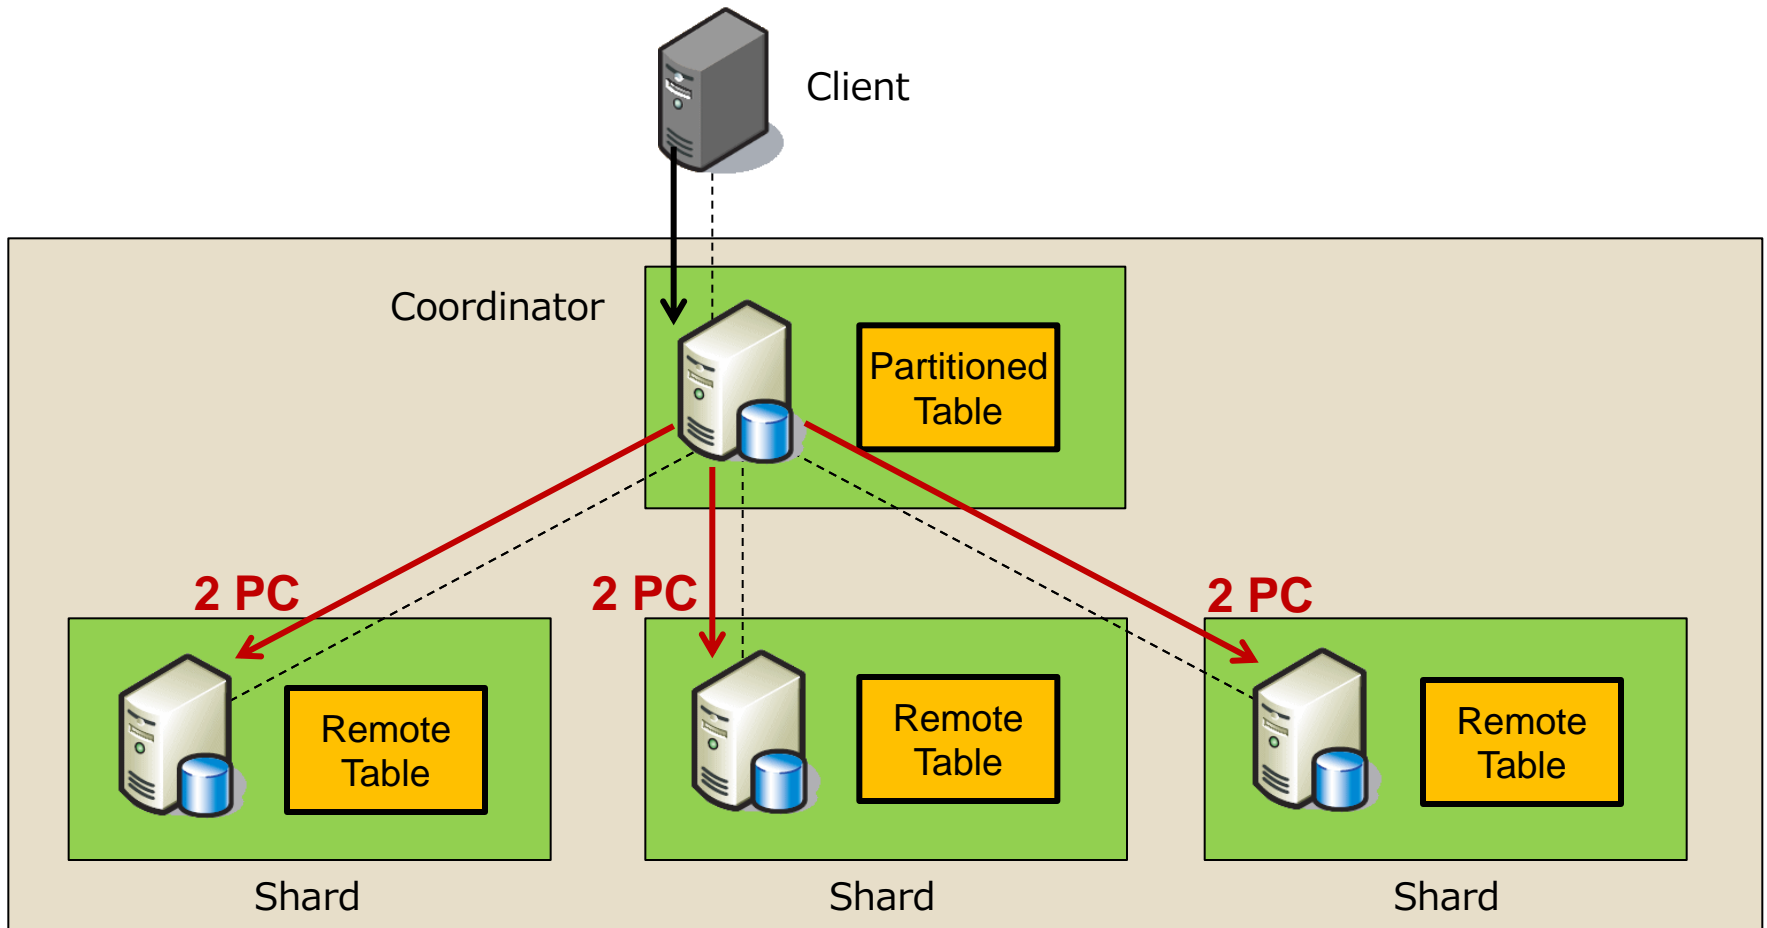 Client
Coordinator
Partitioned
Table
2 PC
2 PC
2 PC
Remote
Table
Remote
Table
Remote
Table
Shard
Shard
Shard